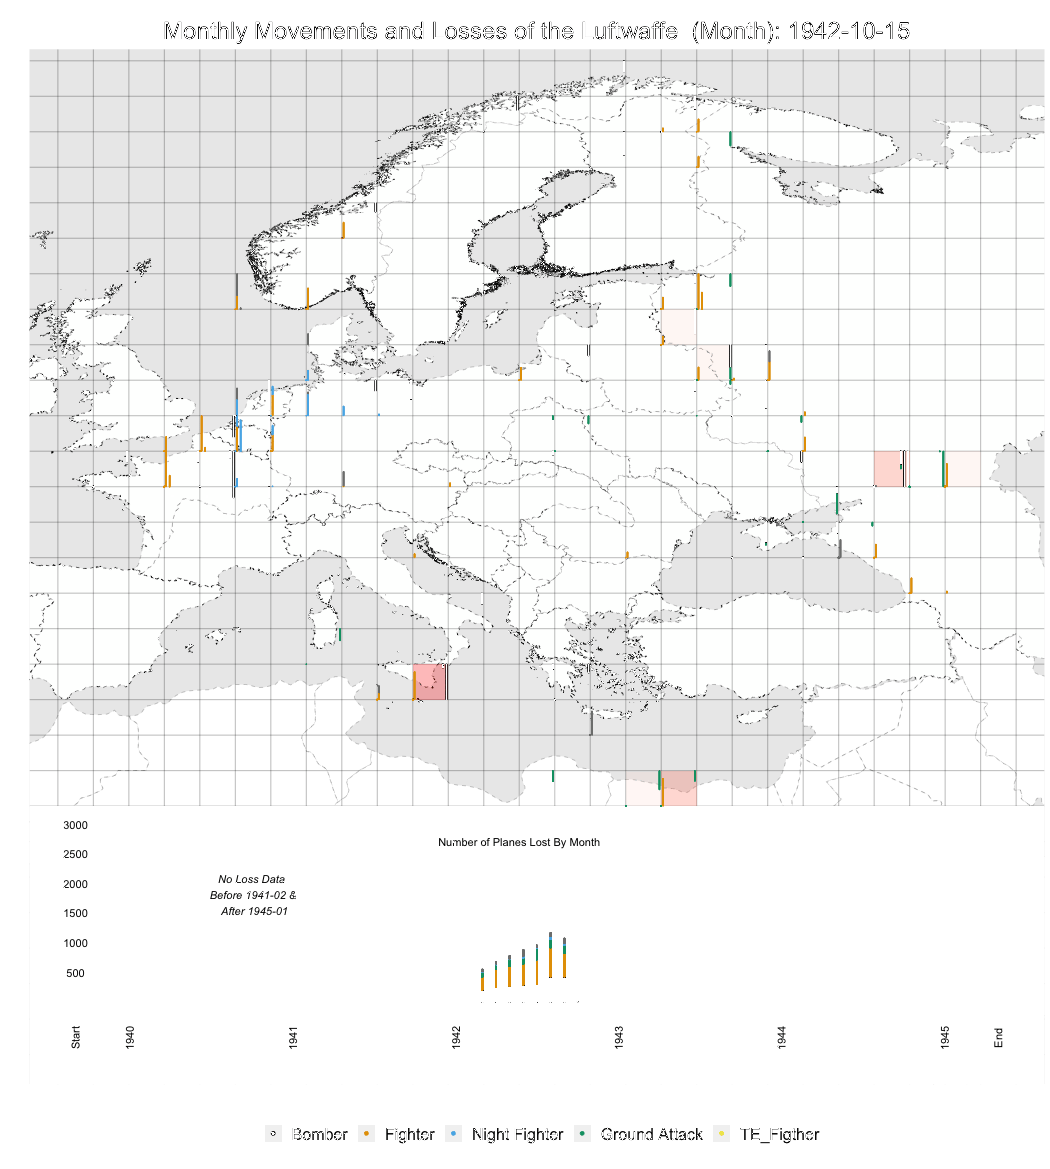 Monthly Movements and Losses of the Luftwaffe (Month): 1942-10-15
3000
Number of Planes Lost By Month
2500
No Loss Data
2000
Before 1941-02 &
After 1945-01
1500
1000
500
Start
1940
1941
1942
1943
1944
1945
End
Bomber Fighter Night Fighter Ground Attack TE_Figther